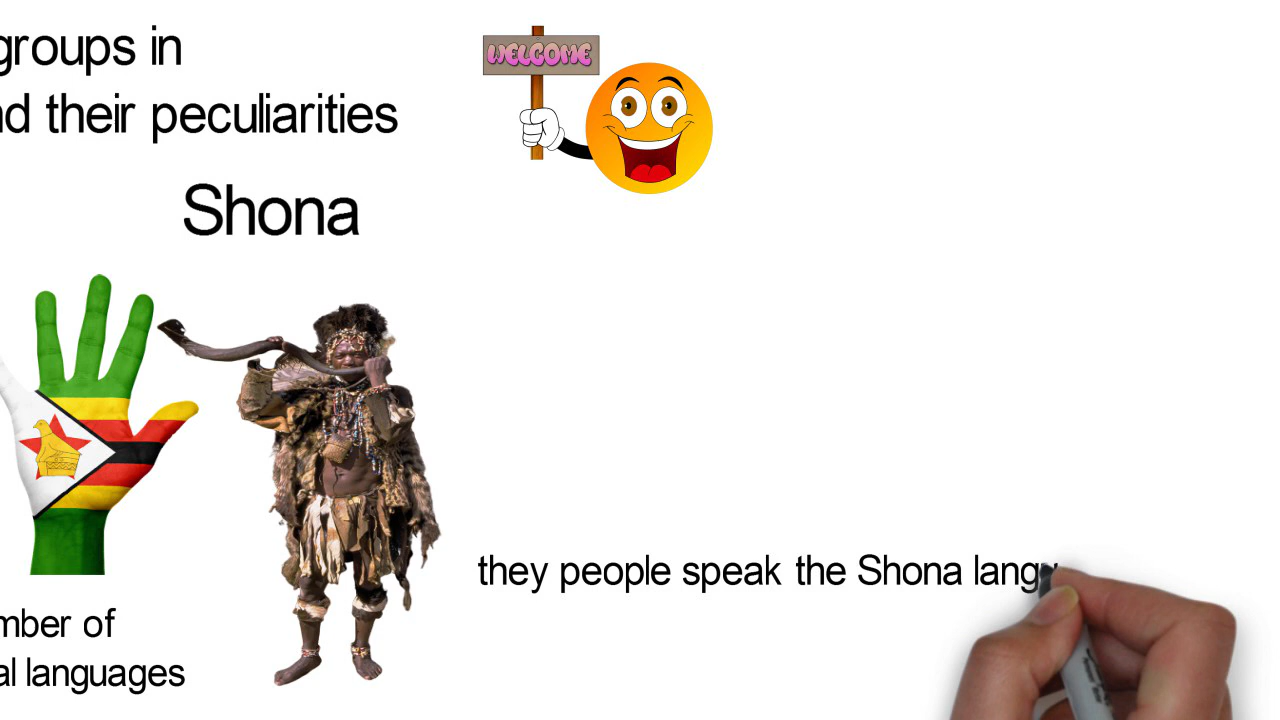 groups in
nd their peculiarities
WELCOME
Shona
they people speak the Shona lang
mber of
al languages